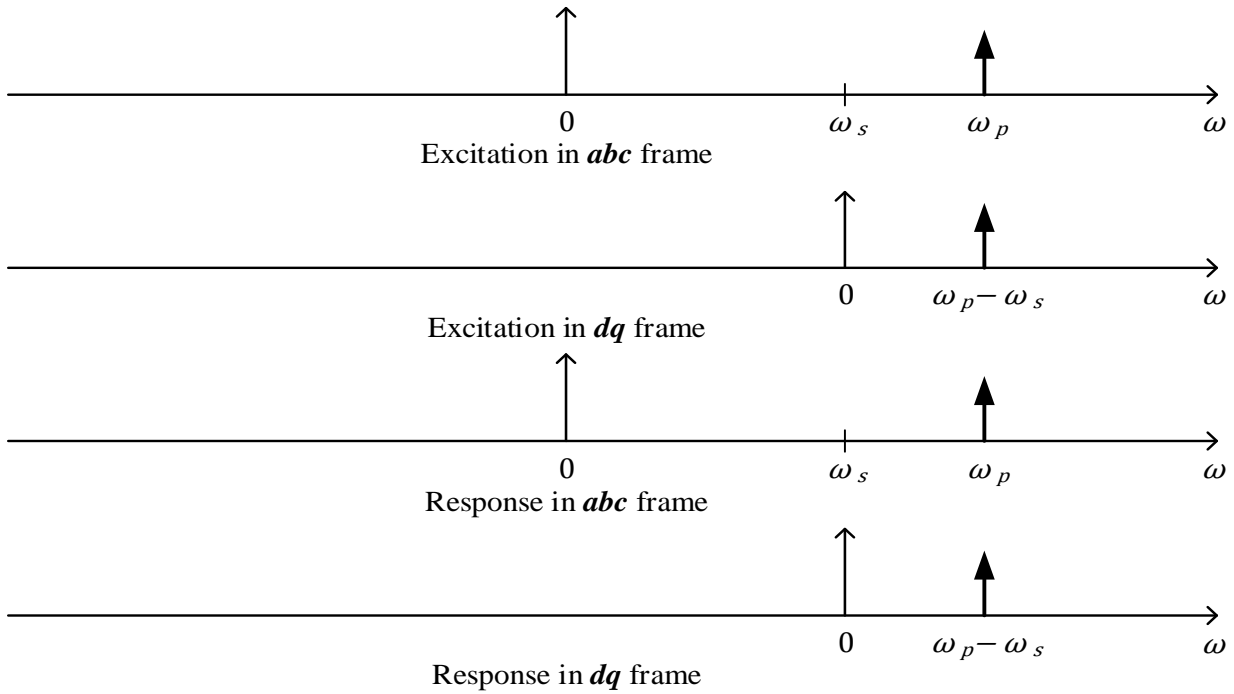 0 ω s ω p ω
Excitation in abc frame
0 ω p − ω s ω
Excitation in dq frame
0 ω s ω p ω
Response in abc frame
0 ω p − ω s ω
Response in dq frame